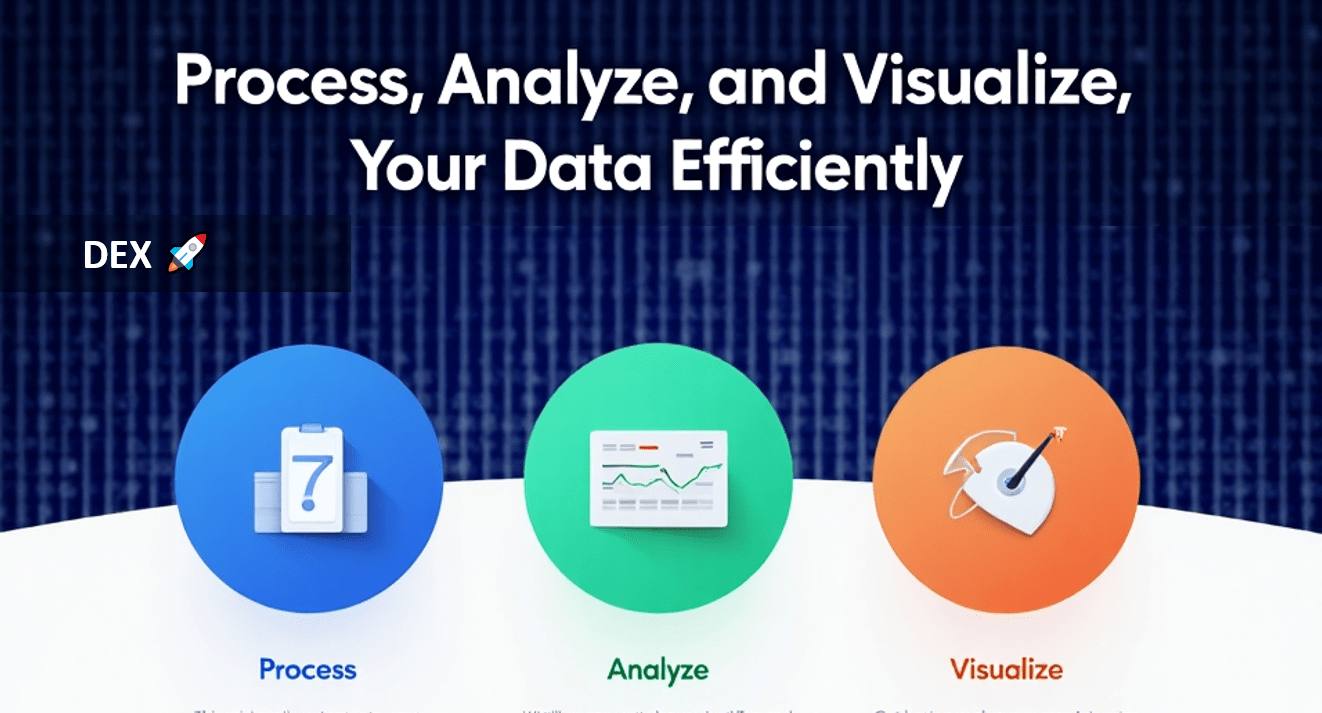 Process, Analyze, and Visualize,
Your Data Efficiently
DEX 🚀
7
Process
Analyze
Visualize